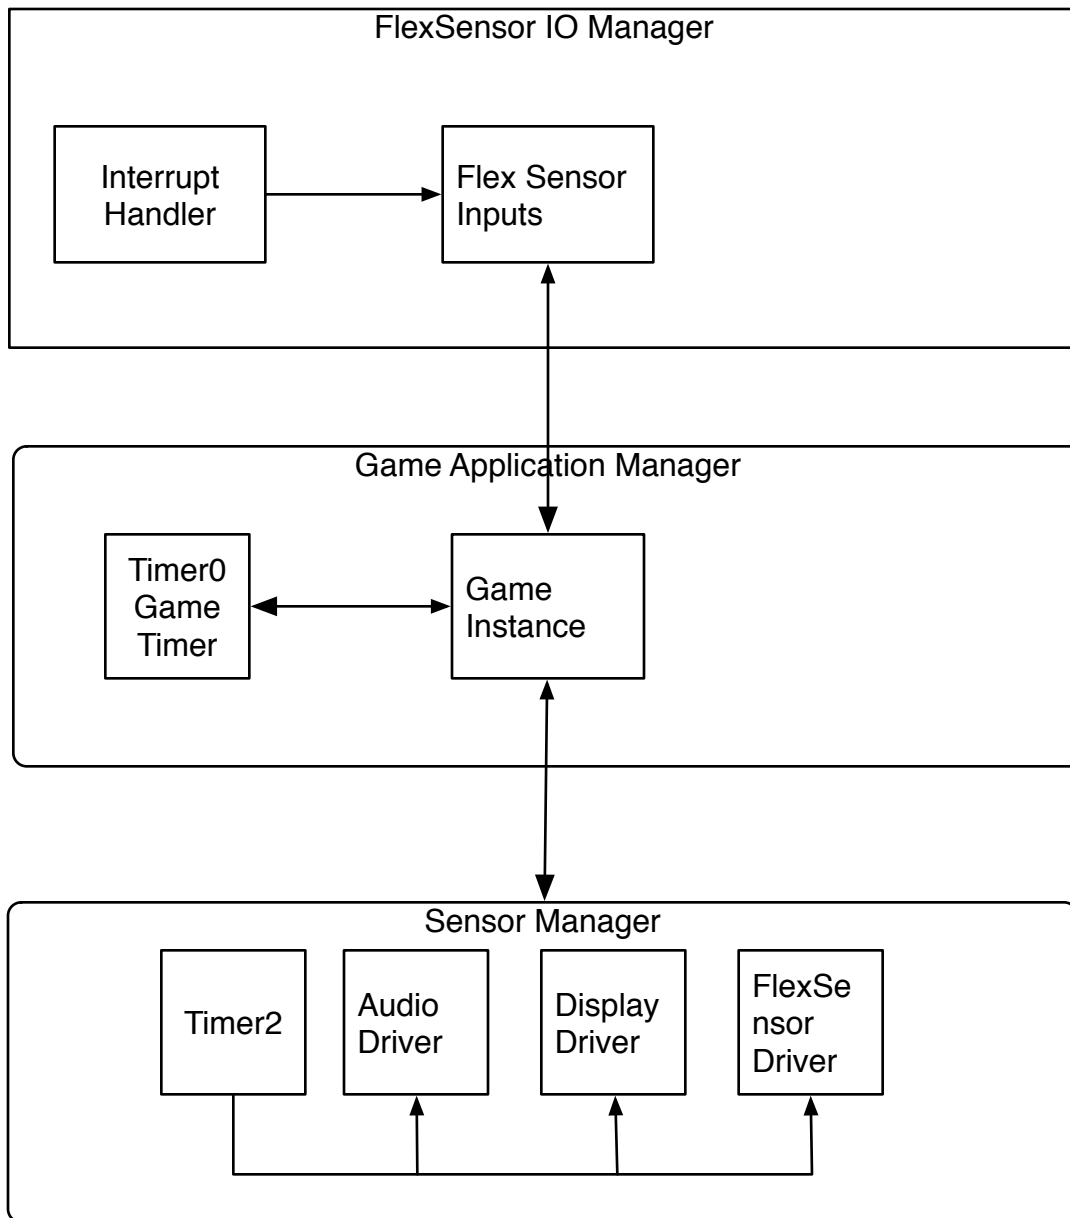 FlexSensor IO Manager
Interrupt
Handler
Flex Sensor
Inputs
Game Application Manager
Timer0
Game
Timer
Game
Instance
Sensor Manager
Timer2
Audio
Driver
Display
Driver
FlexSe
nsor
Driver